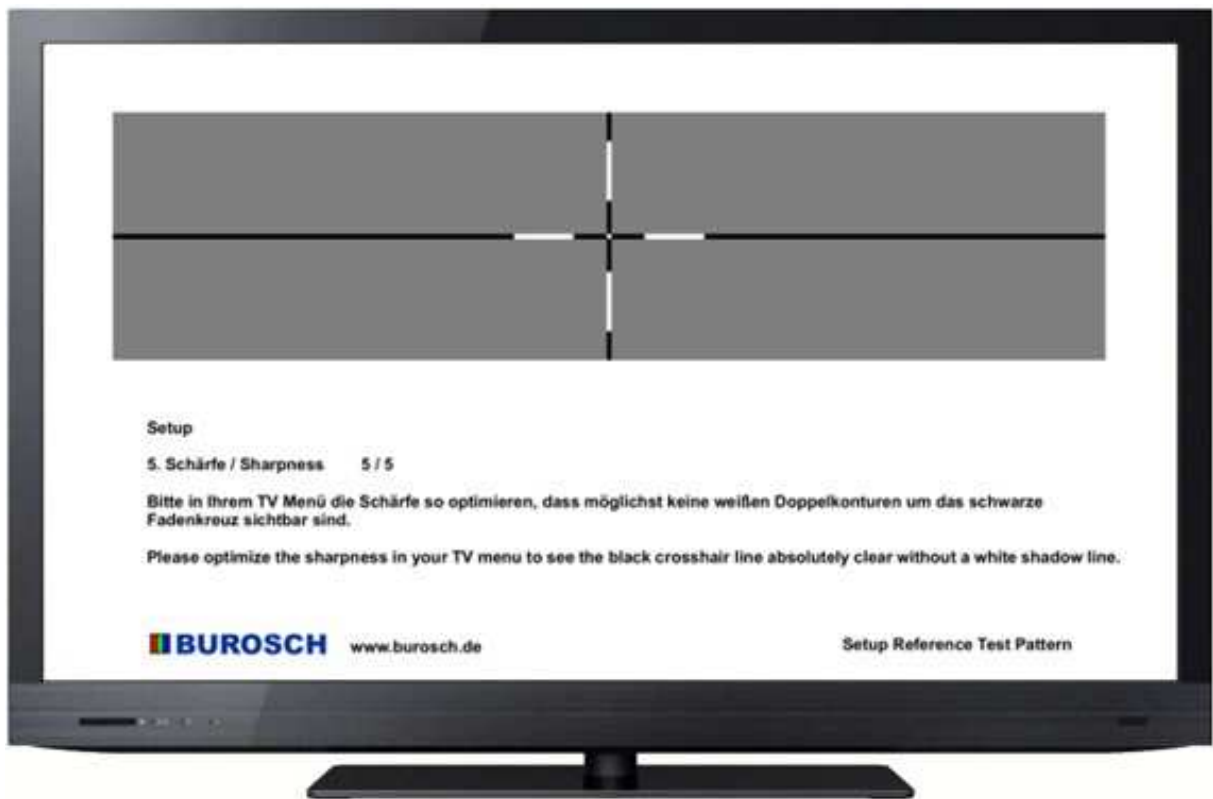 Setup
5. Schärfe / Sharpness 5 / 5
Bitte in Ihrem TV Menü die Schärfe so optimieren, dass möglichst keine weißen Doppelkonturen um das schwarze
Fadenkreuz sichtbar sind.
Please optimize the sharpness in your TV menu to see the black crosshair line absolutely clear without a white shadow line.
BUROSCH www.burosch.de Setup Reference Test Pattern